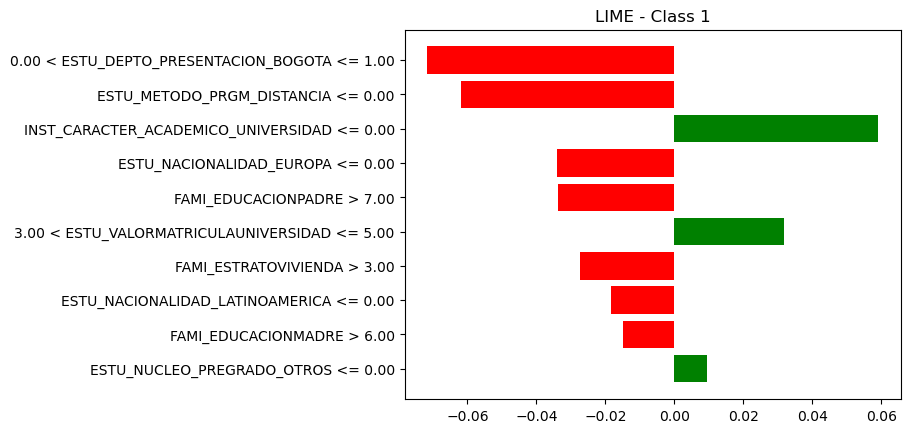 LIME - Class 1
0.00 < ESTU_DEPTO_PRESENTACION_BOGOTA <= 1.00
ESTU_METODO_PRGM_DISTANCIA <= 0.00
INST_CARACTER_ACADEMICO_UNIVERSIDAD <= 0.00
ESTU_NACIONALIDAD_EUROPA <= 0.00
FAMI_EDUCACIONPADRE > 7.00
3.00 < ESTU_VALORMATRICULAUNIVERSIDAD <= 5.00
FAMI_ESTRATOVIVIENDA > 3.00
ESTU_NACIONALIDAD_LATINOAMERICA <= 0.00
FAMI_EDUCACIONMADRE > 6.00
ESTU_NUCLEO_PREGRADO_OTROS <= 0.00
−0.06 −0.04 −0.02 0.00 0.02 0.04 0.06